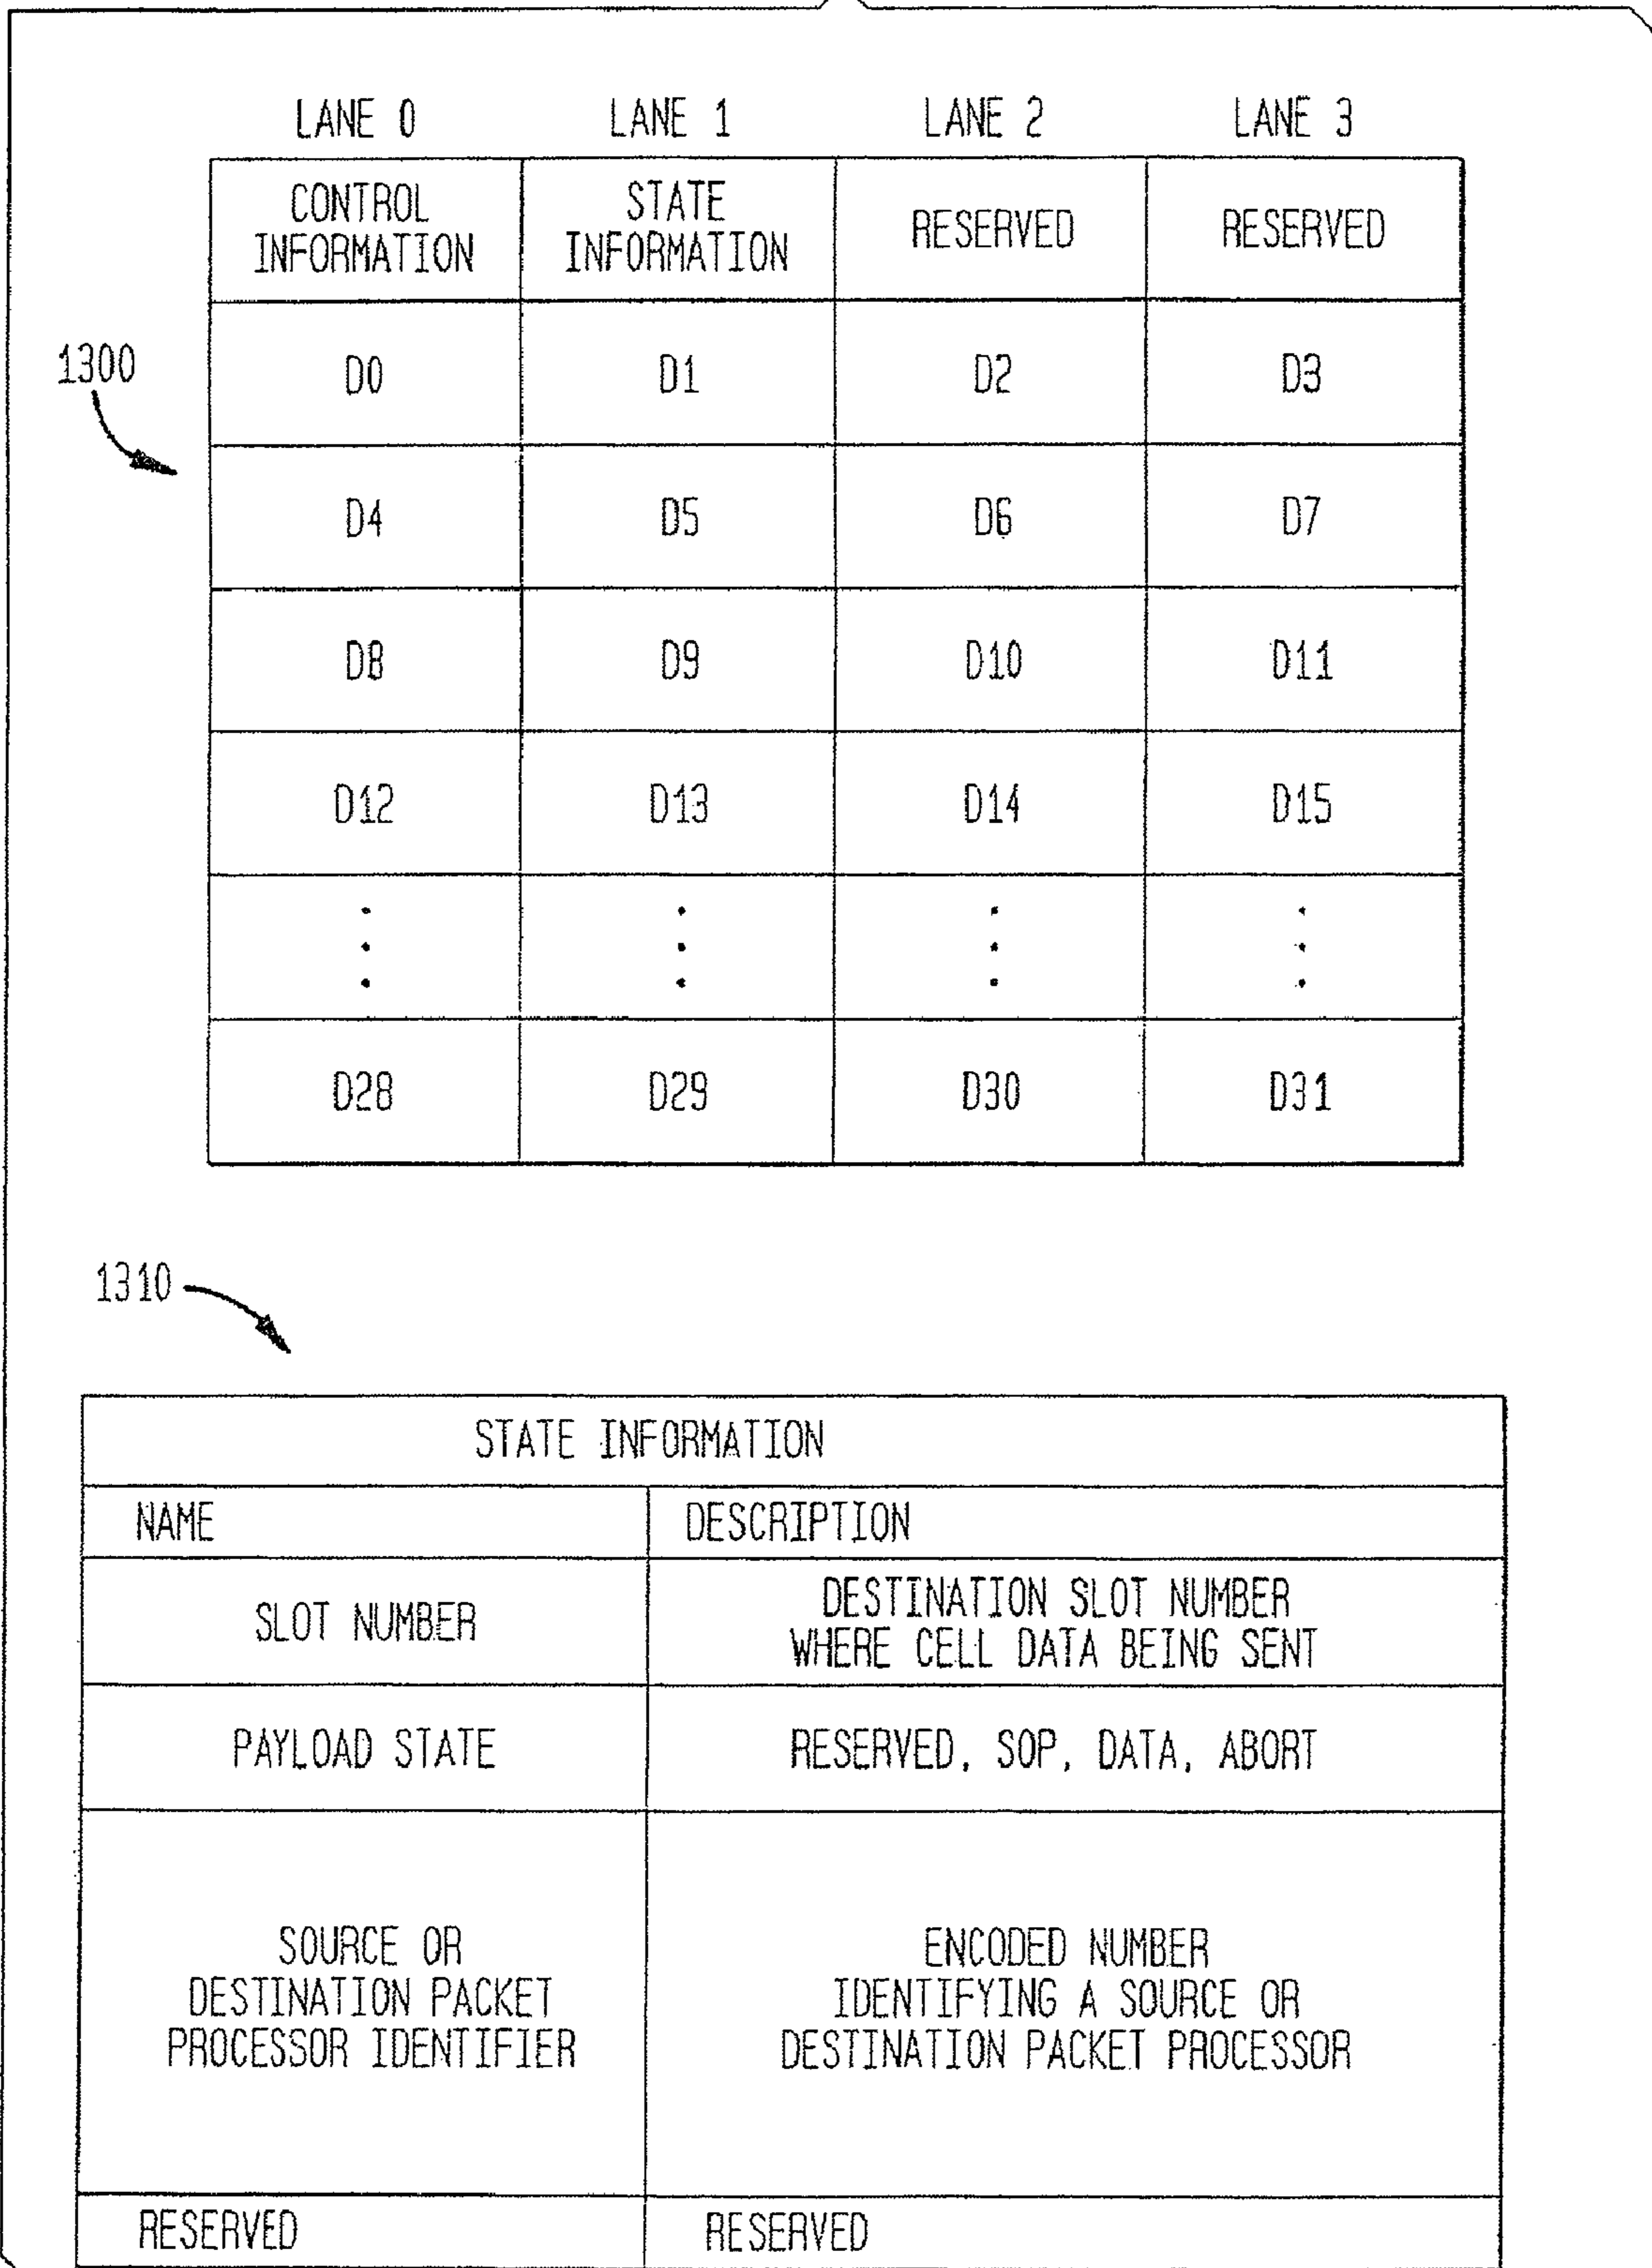 LANE 0 LANE 1 LANE 2 LANE 3
CONTROL INFORMATION STATE INFORMATION RESERVED RESERVED
1300
D0 D1 D2 D3
D4 D5 D6 D7
D8 D9 D10 D11
D12 D13 D14 D15
D28 D29 D30 D31
1310
STATE INFORMATION
NAME DESCRIPTION
SLOT NUMBER
DESTINATION SLOT NUMBER
WHERE CELL DATA BEING SENT
PAYLOAD STATE
RESERVED, SOP, DATA, ABORT
SOURCE OR
DESTINATION PACKET
PROCESSOR IDENTIFIER
ENCODED NUMBER
IDENTIFYING A SOURCE OR
DESTINATION PACKET PROCESSOR
RESERVED RESERVED